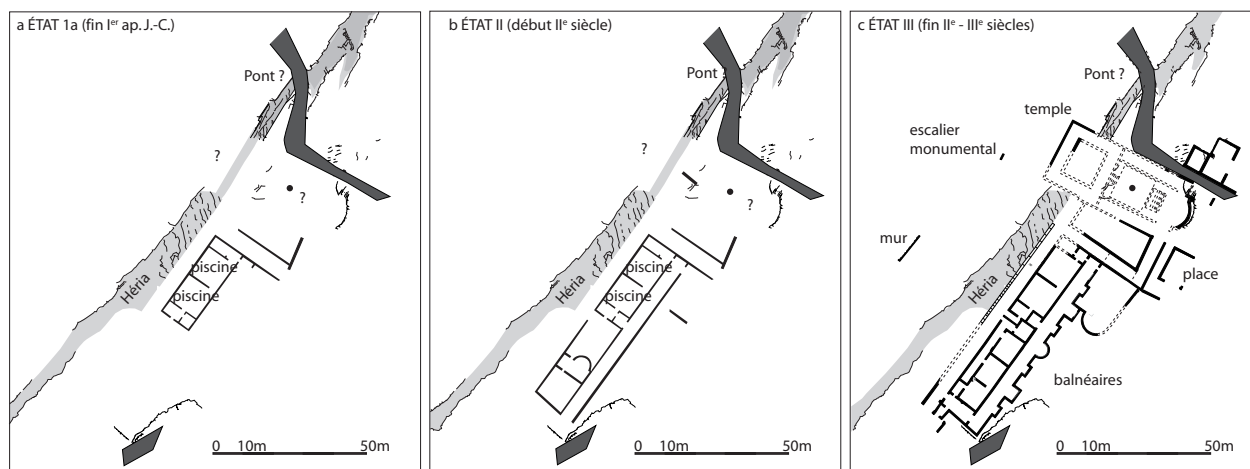 a ÉTAT 1a (fin Iᵉʳ ap. J.-C.)
Pont ?
?
?
piscine
piscine
Héria
0 10m 50m
b ÉTAT II (début IIᵉ siècle)
Pont ?
?
?
piscine
piscine
Héria
0 10m 50m
c ÉTAT III (fin IIᵉ - IIIᵉ siècles)
Pont ?
temple
escalier
monumental
mur
Héria
place
balnéaires
0 10m 50m